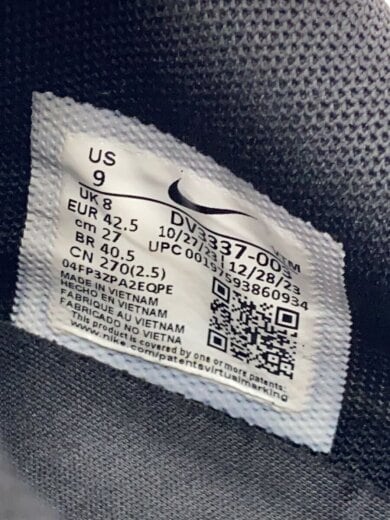 US
9
UK 8
EUR 42.5
cm 27
BR 40.5
CN 270(2.5)
04FP3ZPA2EQPE
DV3337-003
10/27/23 12/28/23
UPC 00197593860934
MADE IN VIETNAM
HECHO EN VIETNAM
FABRIQUE AU VIETNAM
FABRICADO NO VIETNA
This product is covered by one or more patents:
www.nike.com/patentsvirtualmarking